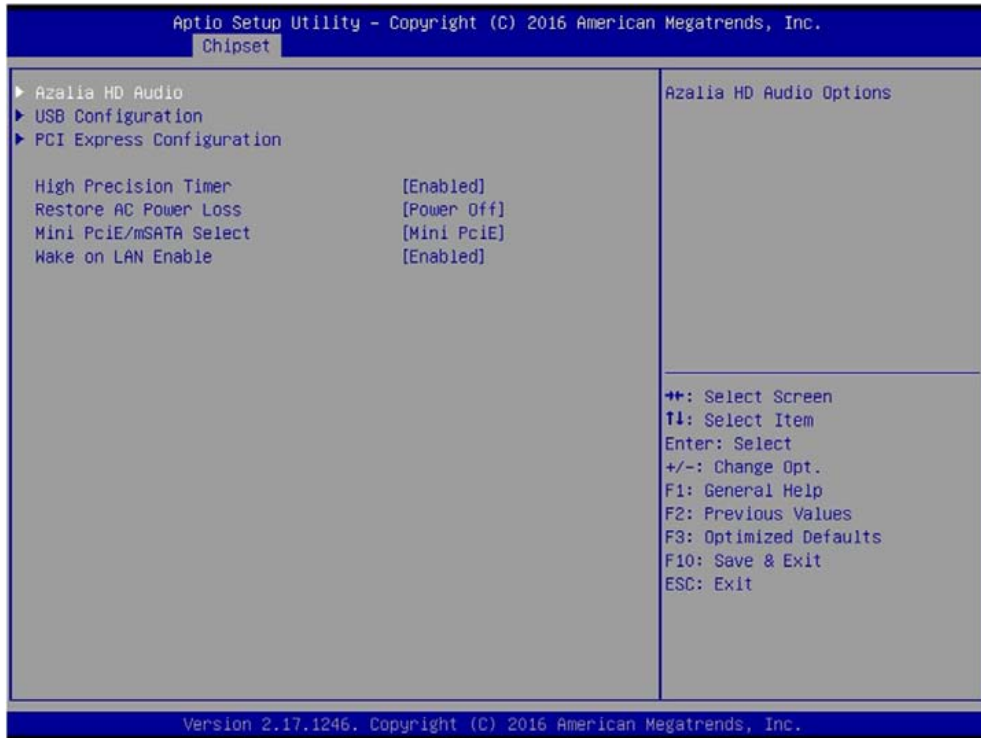 Aptio Setup Utility – Copyright (C) 2016 American Megatrends, Inc.
Chipset
▶ Azalia HD Audio
▶ USB Configuration
▶ PCI Express Configuration
High Precision Timer [Enabled]
Restore AC Power Loss [Power Off]
Mini PciE/mSATA Select [Mini PciE]
Wake on LAN Enable [Enabled]
Azalia HD Audio Options
→←: Select Screen
↑↓: Select Item
Enter: Select
+/-: Change Opt.
F1: General Help
F2: Previous Values
F3: Optimized Defaults
F10: Save & Exit
ESC: Exit
Version 2.17.1246. Copyright (C) 2016 American Megatrends, Inc.